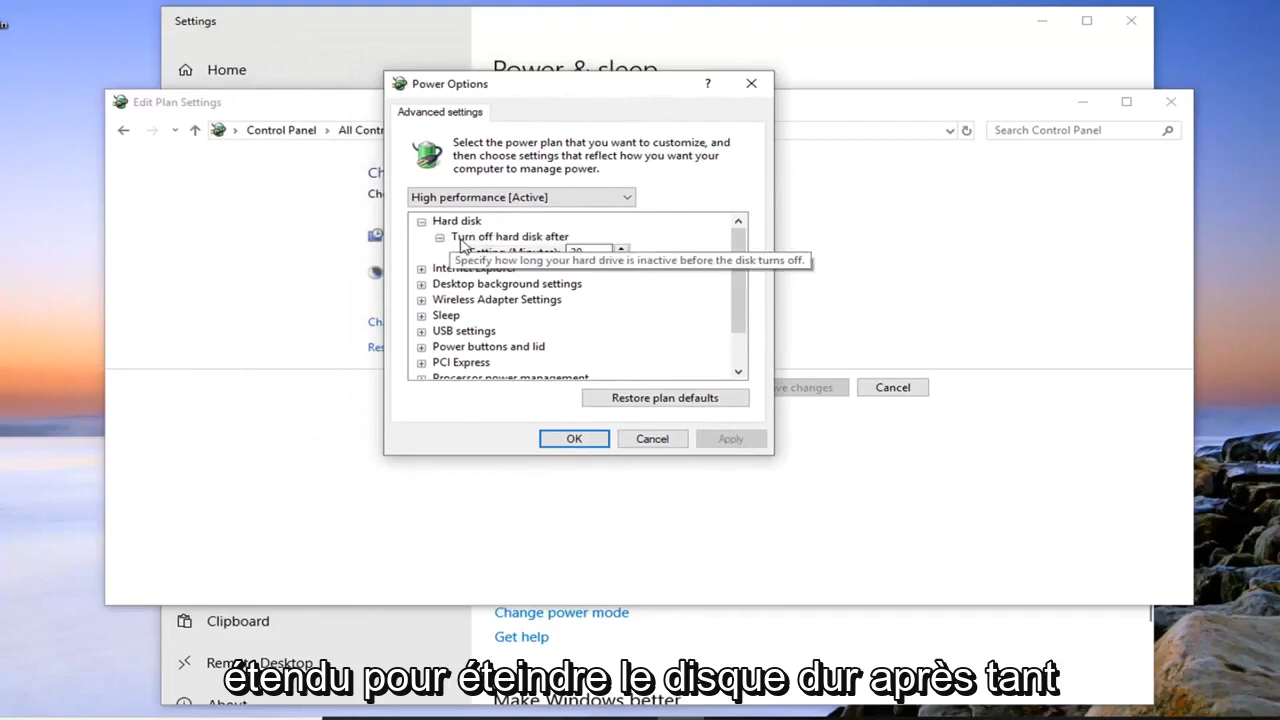 Settings
Home
Power & sleep
Edit Plan Settings
Control Panel
All Contr
Search Control Panel
Power Options
?
Advanced settings
Select the power plan that you want to customize, and
then choose settings that reflect how you want your
computer to manage power.
High performance [Active]
Hard disk
Turn off hard disk after
Setting (Minutes): 20
Specify how long your hard drive is inactive before the disk turns off.
Internet Explorer
Desktop background settings
Wireless Adapter Settings
Sleep
USB settings
Power buttons and lid
PCI Express
Processor power management
Restore plan defaults
OK
Cancel
Apply
Ch
Ch
Cha
Res
ve changes
Cancel
Change power mode
Get help
Clipboard
Remote Desktop
About
Make Windows better
étendu pour éteindre le disque dur après tant